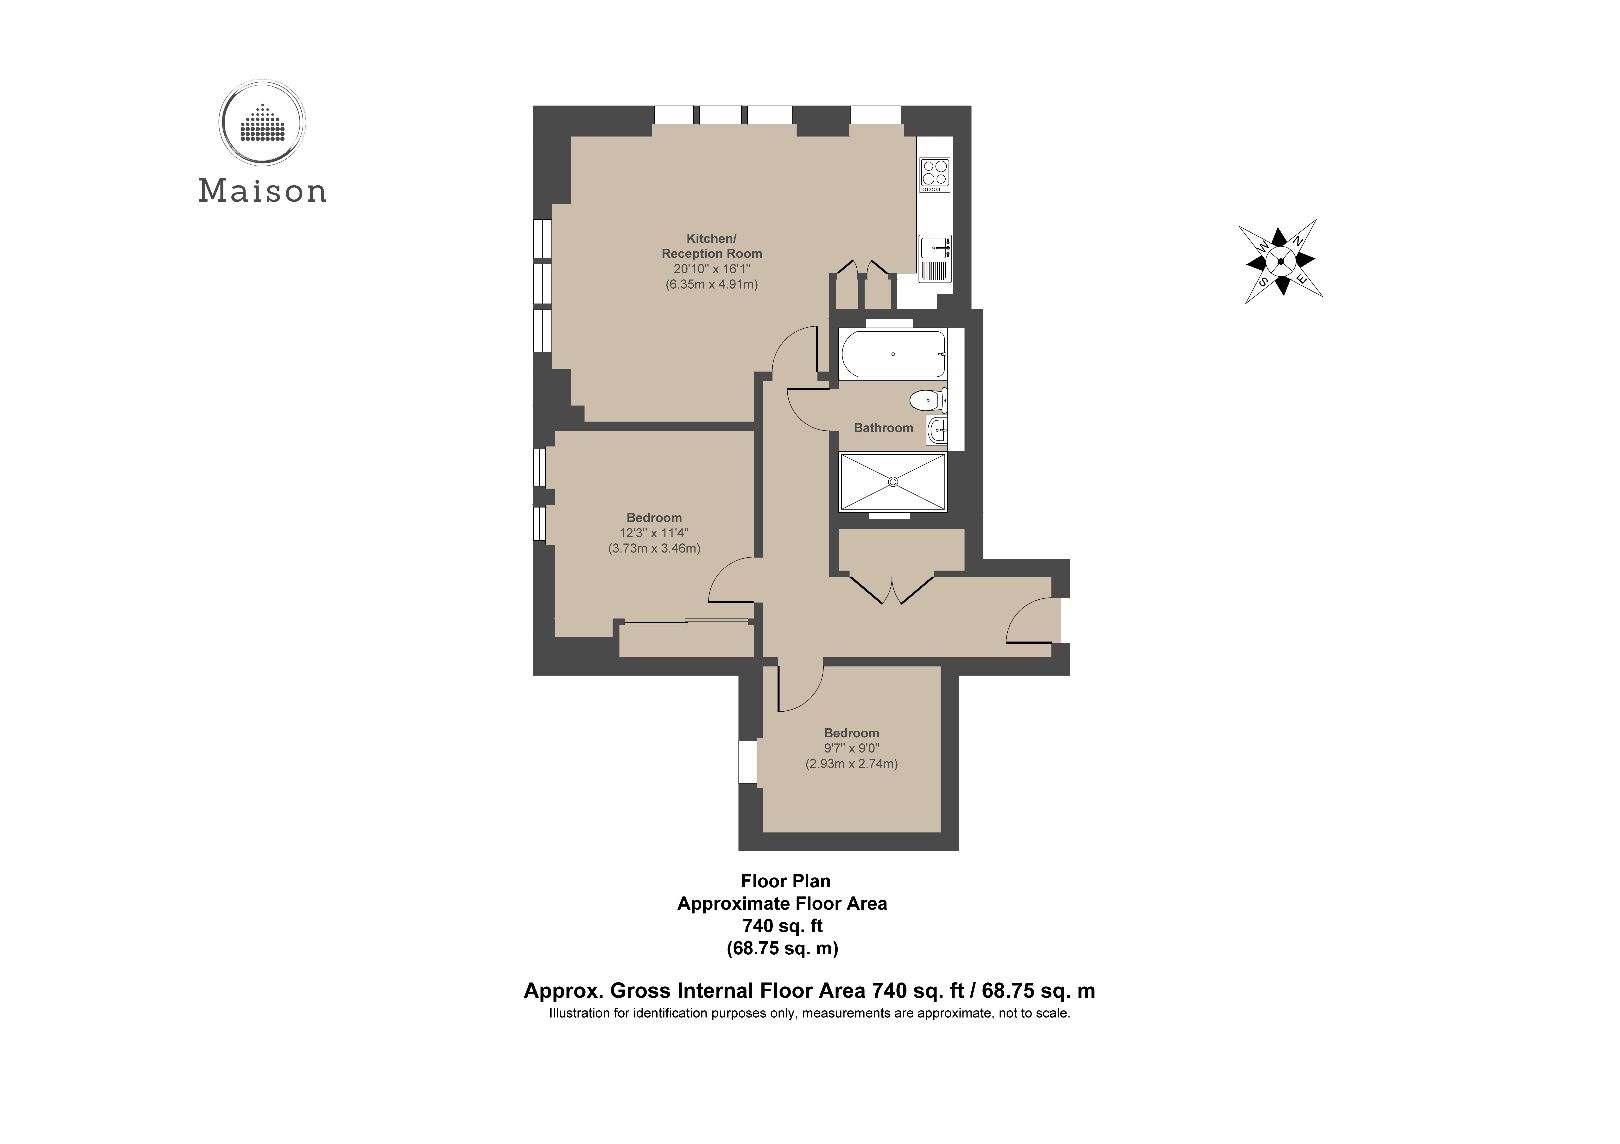 Maison
Kitchen/
Reception Room
20'10" x 16'1"
(6.35m x 4.91m)
W N
S E
Bathroom
Bedroom
12'3" x 11'4"
(3.73m x 3.46m)
Bedroom
9'7" x 9'0"
(2.93m x 2.74m)
Floor Plan
Approximate Floor Area
740 sq. ft
(68.75 sq. m)
Approx. Gross Internal Floor Area 740 sq. ft / 68.75 sq. m
Illustration for identification purposes only, measurements are approximate, not to scale.